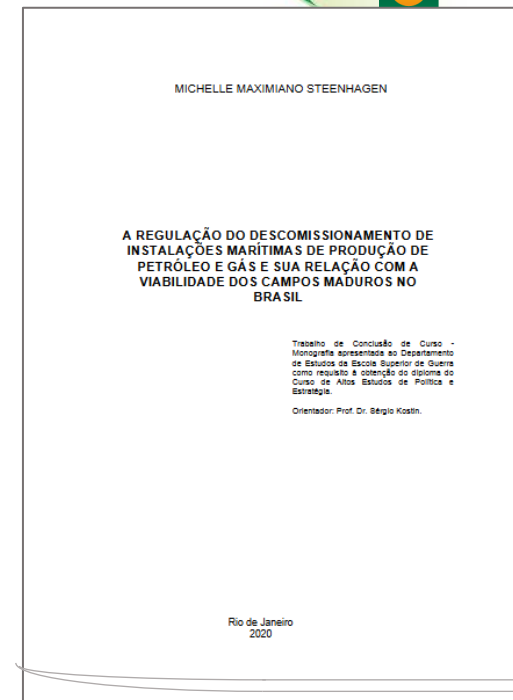 MICHELLE MAXIMIANO STEENHAGEN
A REGULAÇÃO DO DESCOMISSIONAMENTO DE
INSTALAÇÕES MARÍTIMAS DE PRODUÇÃO DE
PETRÓLEO E GÁS E SUA RELAÇÃO COM A
VIABILIDADE DOS CAMPOS MADUROS NO
BRASIL
Trabalho de Conclusão de Curso -
Monografia apresentada ao Departamento
de Estudos da Escola Superior de Guerra
como requisito à obtenção do diploma do
Curso de Altos Estudos de Política e
Estratégia.
Orientador: Prof. Dr. Sérgio Kostin.
Rio de Janeiro
2020